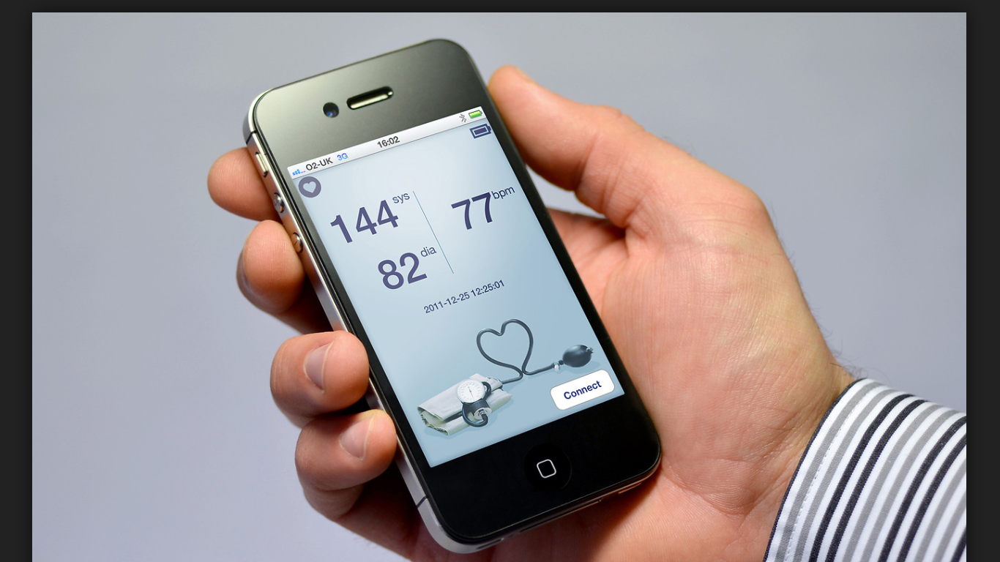 O2-UK 3G 16:02
144 sys
77 bpm
82 dia
2011-12-25 12:25:01
Connect